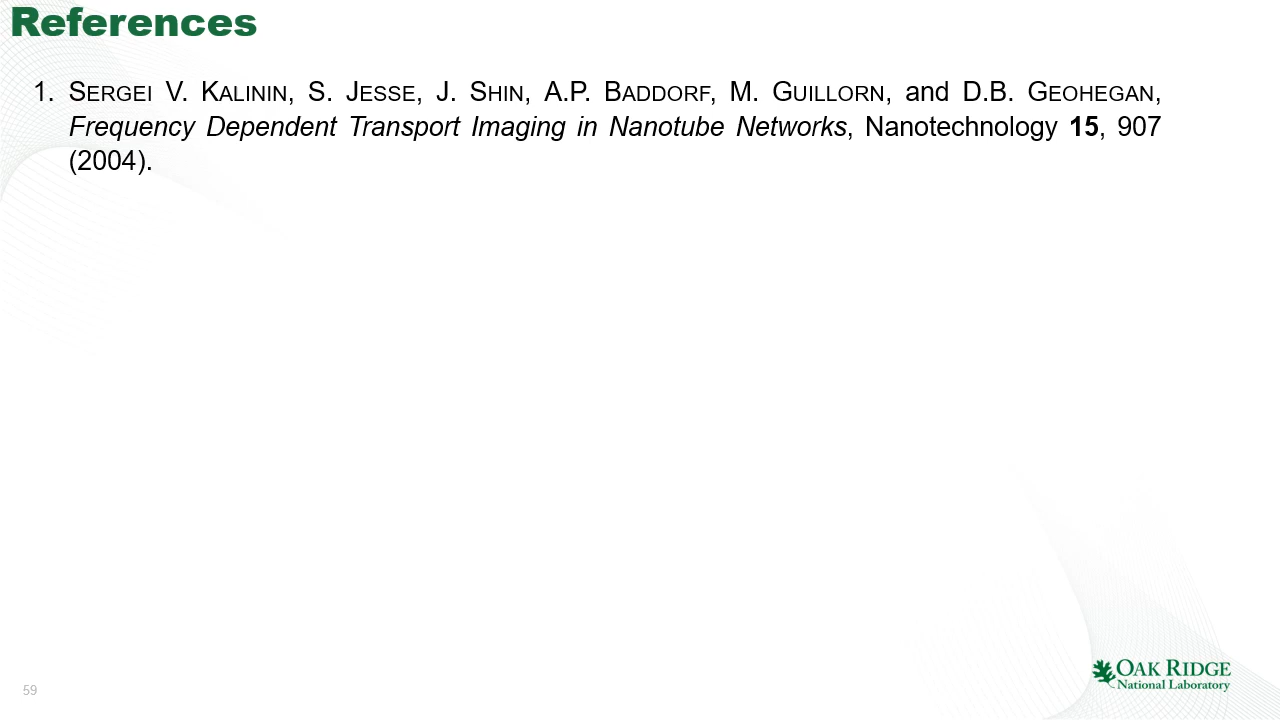 References
1. SERGEI V. KALININ, S. JESSE, J. SHIN, A.P. BADDORF, M. GUILLORN, and D.B. GEOHEGAN,
Frequency Dependent Transport Imaging in Nanotube Networks, Nanotechnology 15, 907
(2004).
59
OAK RIDGE
National Laboratory